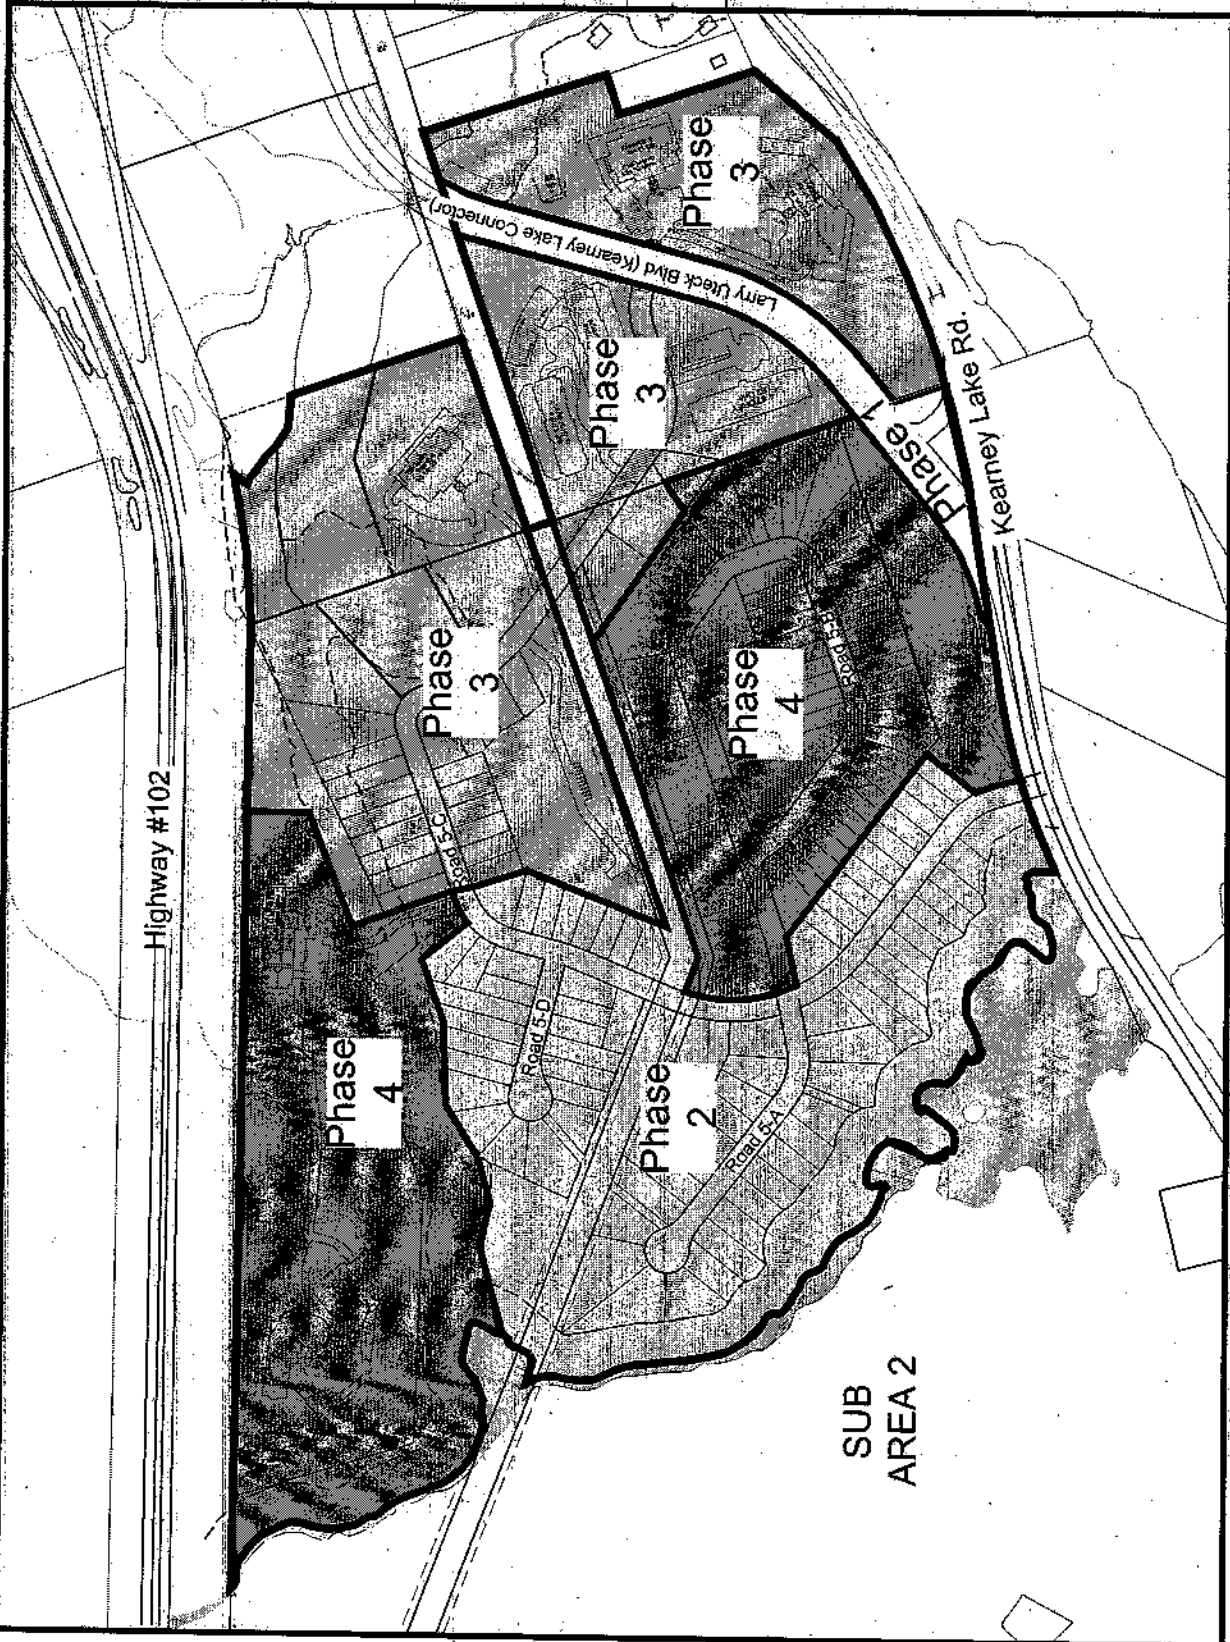 Highway #102
Phase
4
Phase
3
Phase
3
Phase
3
Larry Uteck Blvd (Kearney Lake Connector)
Phase 1
Kearney Lake Rd.
Phase
4
Road 5-B
Road 5-C
Road 5-D
Phase
2
Road 5-A
SUB
AREA 2